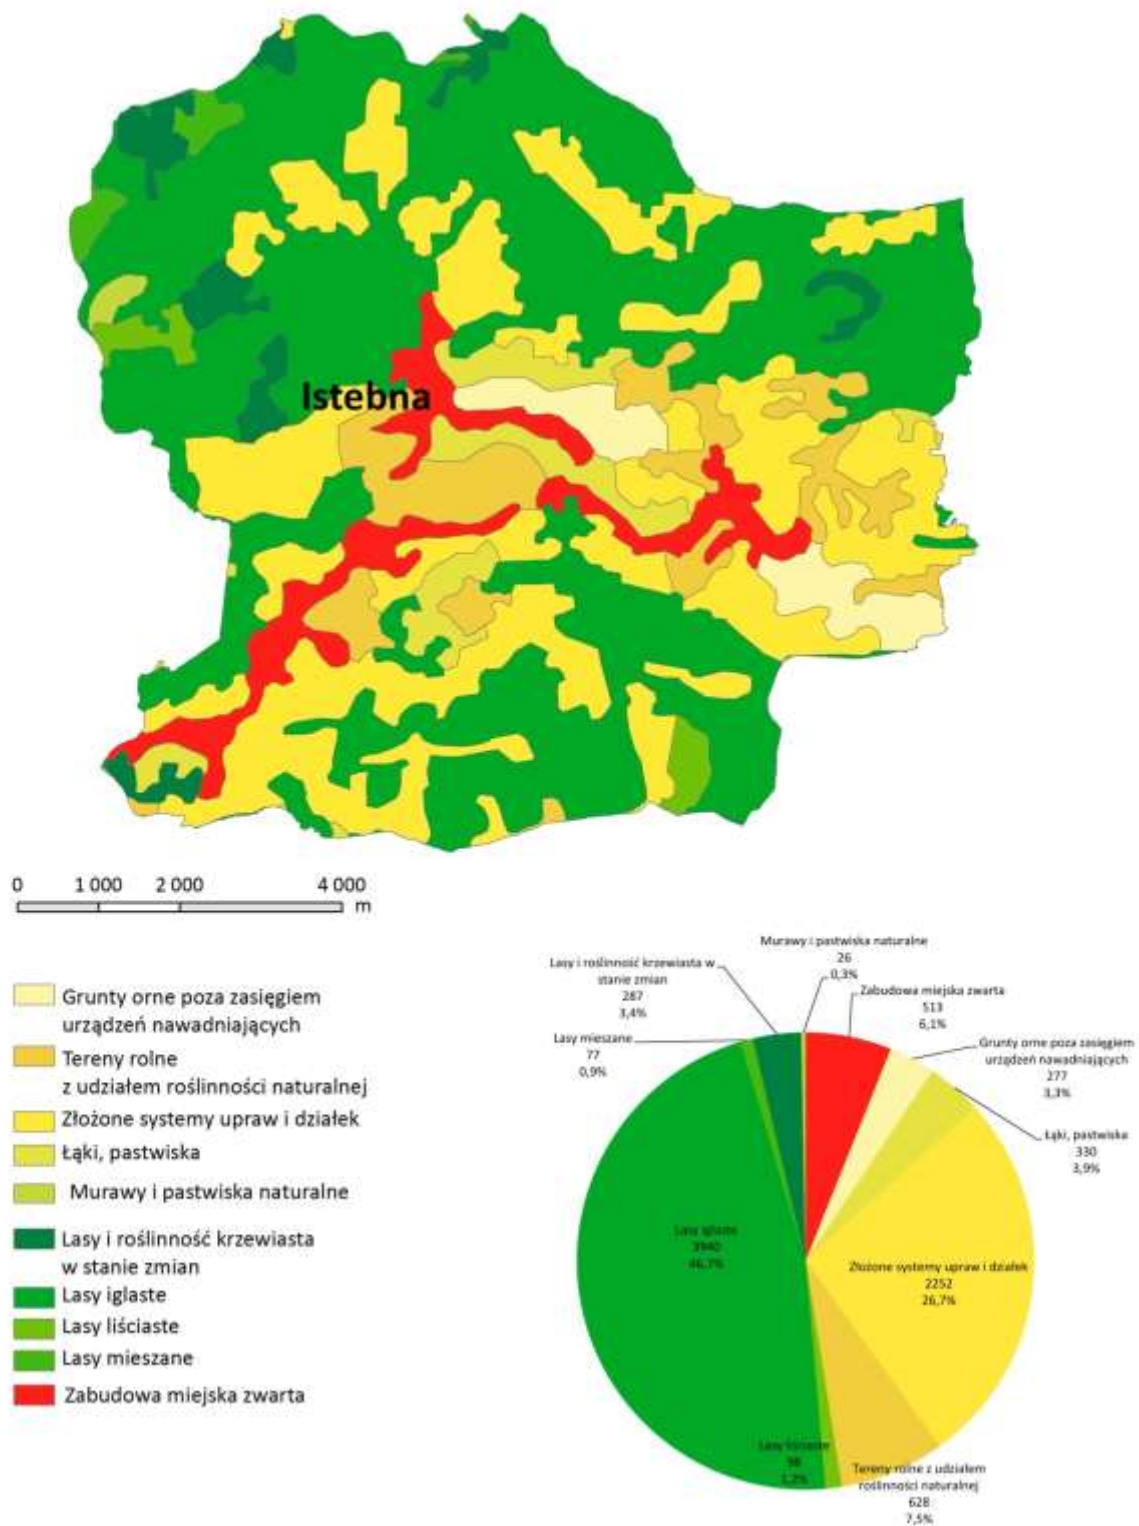 Istebna
0 1 000 2 000 4 000
m
Grunty orne poza zasięgiem
urządzeń nawadniających
Tereny rolne
z udziałem roślinności naturalnej
Złożone systemy upraw i działek
Łąki, pastwiska
Murawy i pastwiska naturalne
Lasy i roślinność krzewiasta
w stanie zmian
Lasy iglaste
Lasy liściaste
Lasy mieszane
Zabudowa miejska zwarta
Murawy i pastwiska naturalne
26
0,3%
Lasy i roślinność krzewiasta w
stanie zmian
287
3,4%
Zabudowa miejska zwarta
513
6,1%
Lasy mieszane
77
0,9%
Grunty orne poza zasięgiem
urządzeń nawadniających
277
3,3%
Łąki, pastwiska
330
3,9%
Lasy iglaste
3940
46,7%
Złożone systemy upraw i działek
2252
26,7%
Lasy liściaste
98
1,2%
Tereny rolne z udziałem
roślinności naturalnej
628
7,5%